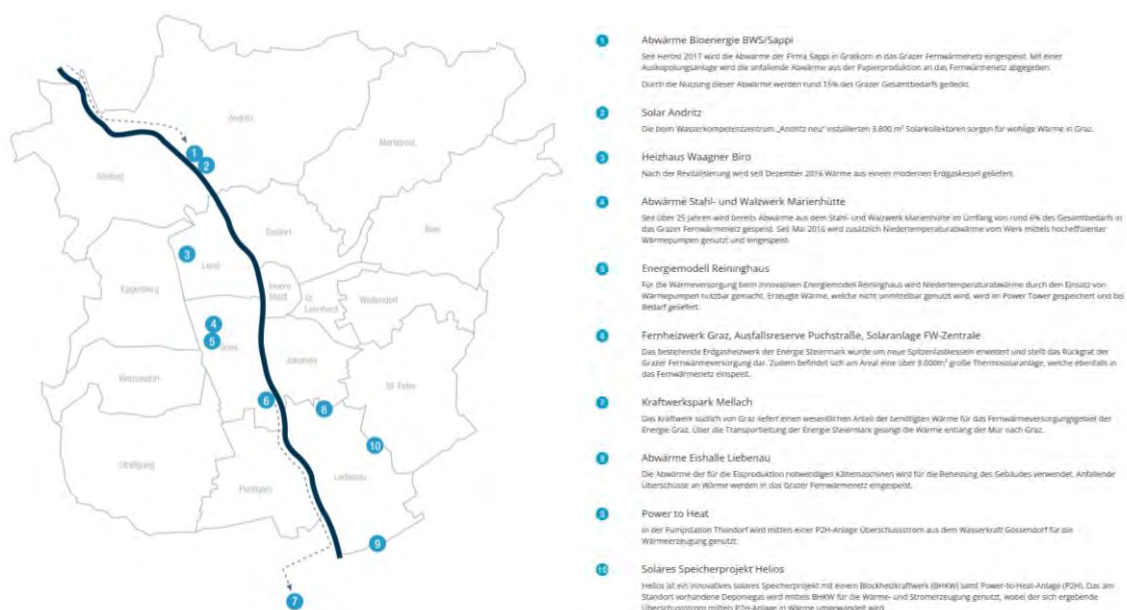 Andritz
Mariatrost
Gösting
1
2
Geidorf
Ries
3
Lend
Innere
Stadt
St.
Leonhard
Waltendorf
Eggenberg
4
5
Gries
Jakomini
Wetzelsdorf
St. Peter
6
8
10
Straßgang
Puntigam
Liebenau
9
7
1 Abwärme Bioenergie BWS/Sappi
Seit Herbst 2017 wird die Abwärme der Firma Sappi in Gratkorn in das Grazer Fernwärmenetz eingespeist. Mit einer
Auskopplungsanlage wird die anfallende Abwärme aus der Papierproduktion an das Fernwärmenetz abgegeben.
Durch die Nutzung dieser Abwärme werden rund 15% des Grazer Gesamtbedarfs gedeckt.
2 Solar Andritz
Die beim Wasserkompetenzzentrum „Andritz neu" installierten 3.800 m² Solarkollektoren sorgen für wohlige Wärme in Graz.
3 Heizhaus Waagner Biro
Nach der Revitalisierung wird seit Dezember 2016 Wärme aus einem modernen Erdgaskessel geliefert.
4 Abwärme Stahl- und Walzwerk Marienhütte
Seit über 25 Jahren wird bereits Abwärme aus dem Stahl- und Walzwerk Marienhütte im Umfang von rund 6% des Gesamtbedarfs in
das Grazer Fernwärmenetz gespeist. Seit Mai 2016 wird zusätzlich Niedertemperaturabwärme vom Werk mittels hocheffizienter
Wärmepumpen genutzt und eingespeist.
5 Energiemodell Reininghaus
Für die Wärmeversorgung beim innovativen Energiemodell Reininghaus wird Niedertemperaturabwärme durch den Einsatz von
Wärmepumpen nutzbar gemacht. Erzeugte Wärme, welche nicht unmittelbar genutzt wird, wird im Power Tower gespeichert und bei
Bedarf geliefert.
6 Fernheizwerk Graz, Ausfallsreserve Puchstraße, Solaranlage FW-Zentrale
Das bestehende Erdgasheizwerk der Energie Steiermark wurde um neue Spitzenlastkessel erweitert und stellt das Rückgrat der
Grazer Fernwärmeversorgung dar. Zudem befindet sich am Areal eine über 8.000m² große Thermosolaranlage, welche ebenfalls in
das Fernwärmenetz einspeist.
7 Kraftwerkspark Mellach
Das Kraftwerk südlich von Graz liefert einen wesentlichen Anteil der benötigten Wärme für das Fernwärmeversorgungsgebiet der
Energie Graz. Über die Transportleitung der Energie Steiermark gelangt die Wärme entlang der Mur nach Graz.
8 Abwärme Eishalle Liebenau
Die Abwärme der für die Eisproduktion notwendigen Kältemaschinen wird für die Beheizung des Gebäudes verwendet. Anfallende
Überschüsse an Wärme werden in das Grazer Fernwärmenetz eingespeist.
9 Power to Heat
In der Pumpstation Thondorf wird mittels einer P2H-Anlage Überschussstrom aus dem Wasserkraft Gössendorf für die
Wärmeerzeugung genutzt.
10 Solares Speicherprojekt Helios
Helios ist ein innovatives solares Speicherprojekt mit einem Blockheizkraftwerk (BHKW) samt Power-to-Heat-Anlage (P2H). Das am
Standort vorhandene Deponiegas wird mittels BHKW für die Wärme- und Stromerzeugung genutzt, wobei der sich ergebende
Überschussstrom mittels P2H-Anlage in Wärme umgewandelt wird.